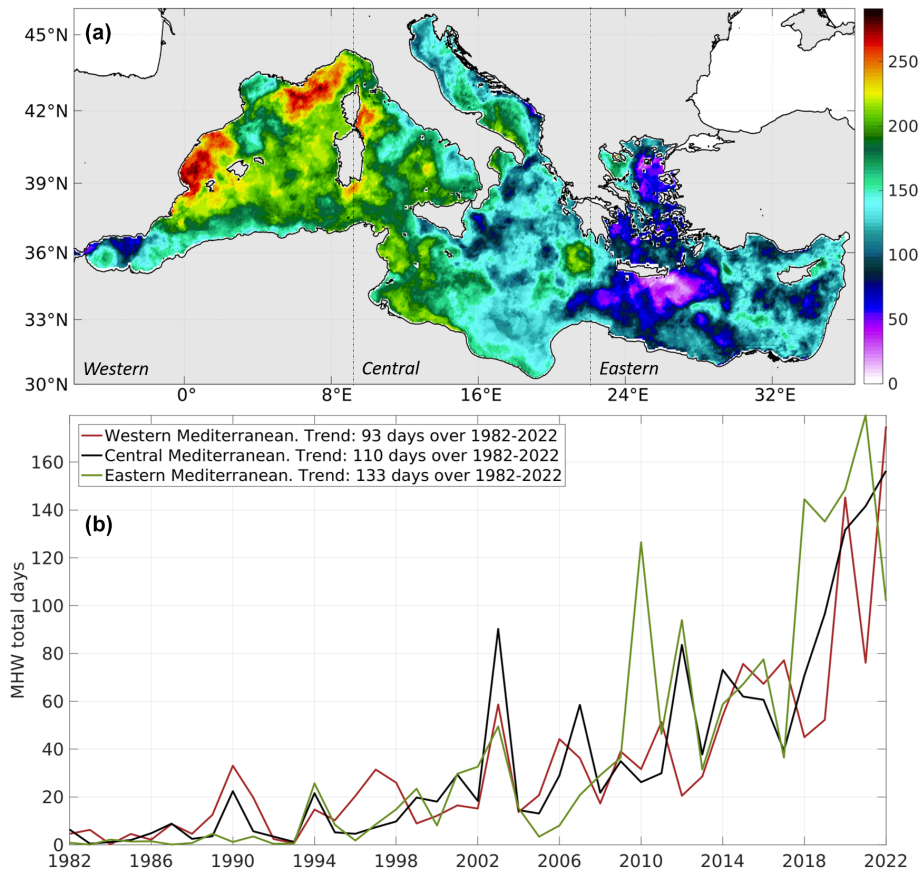 (a)
45°N
42°N
39°N
36°N
33°N
30°N
Western
Central
Eastern
0°
8°E
16°E
24°E
32°E
250
200
150
100
50
0
(b)
Western Mediterranean. Trend: 93 days over 1982-2022
Central Mediterranean. Trend: 110 days over 1982-2022
Eastern Mediterranean. Trend: 133 days over 1982-2022
MHW total days
160
140
120
100
80
60
40
20
0
1982 1986 1990 1994 1998 2002 2006 2010 2014 2018 2022